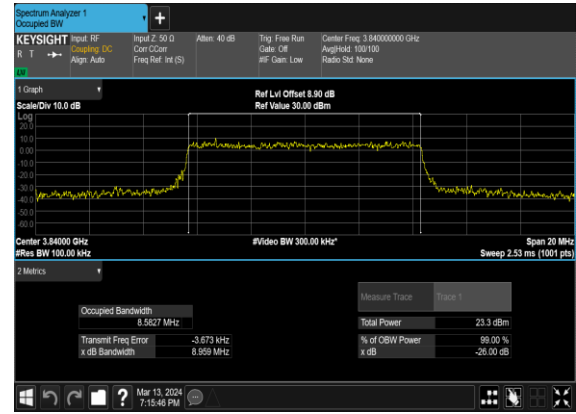 Spectrum Analyzer 1
Occupied BW
+
KEYSIGHT
R T
Input: RF
Coupling: DC
Align: Auto
Input Z: 50 Ω
Corr CCorr
Freq Ref: Int (S)
Atten: 40 dB
Trig: Free Run
Gate: Off
#IF Gain: Low
Center Freq: 3.840000000 GHz
Avg|Hold: 100/100
Radio Std: None
1 Graph
Scale/Div 10.0 dB
Ref Lvl Offset 8.90 dB
Ref Value 30.00 dBm
Log
20.0
10.0
0.00
-10.0
-20.0
-30.0
-40.0
-50.0
-60.0
Center 3.84000 GHz
#Res BW 100.00 kHz
#Video BW 300.00 kHz*
Span 20 MHz
Sweep 2.53 ms (1001 pts)
2 Metrics
Measure Trace Trace 1
Occupied Bandwidth
8.5827 MHz
Total Power 23.3 dBm
Transmit Freq Error -3.673 kHz
% of OBW Power 99.00 %
x dB Bandwidth 8.959 MHz
x dB -26.00 dB
?
Mar 13, 2024
7:15:46 PM